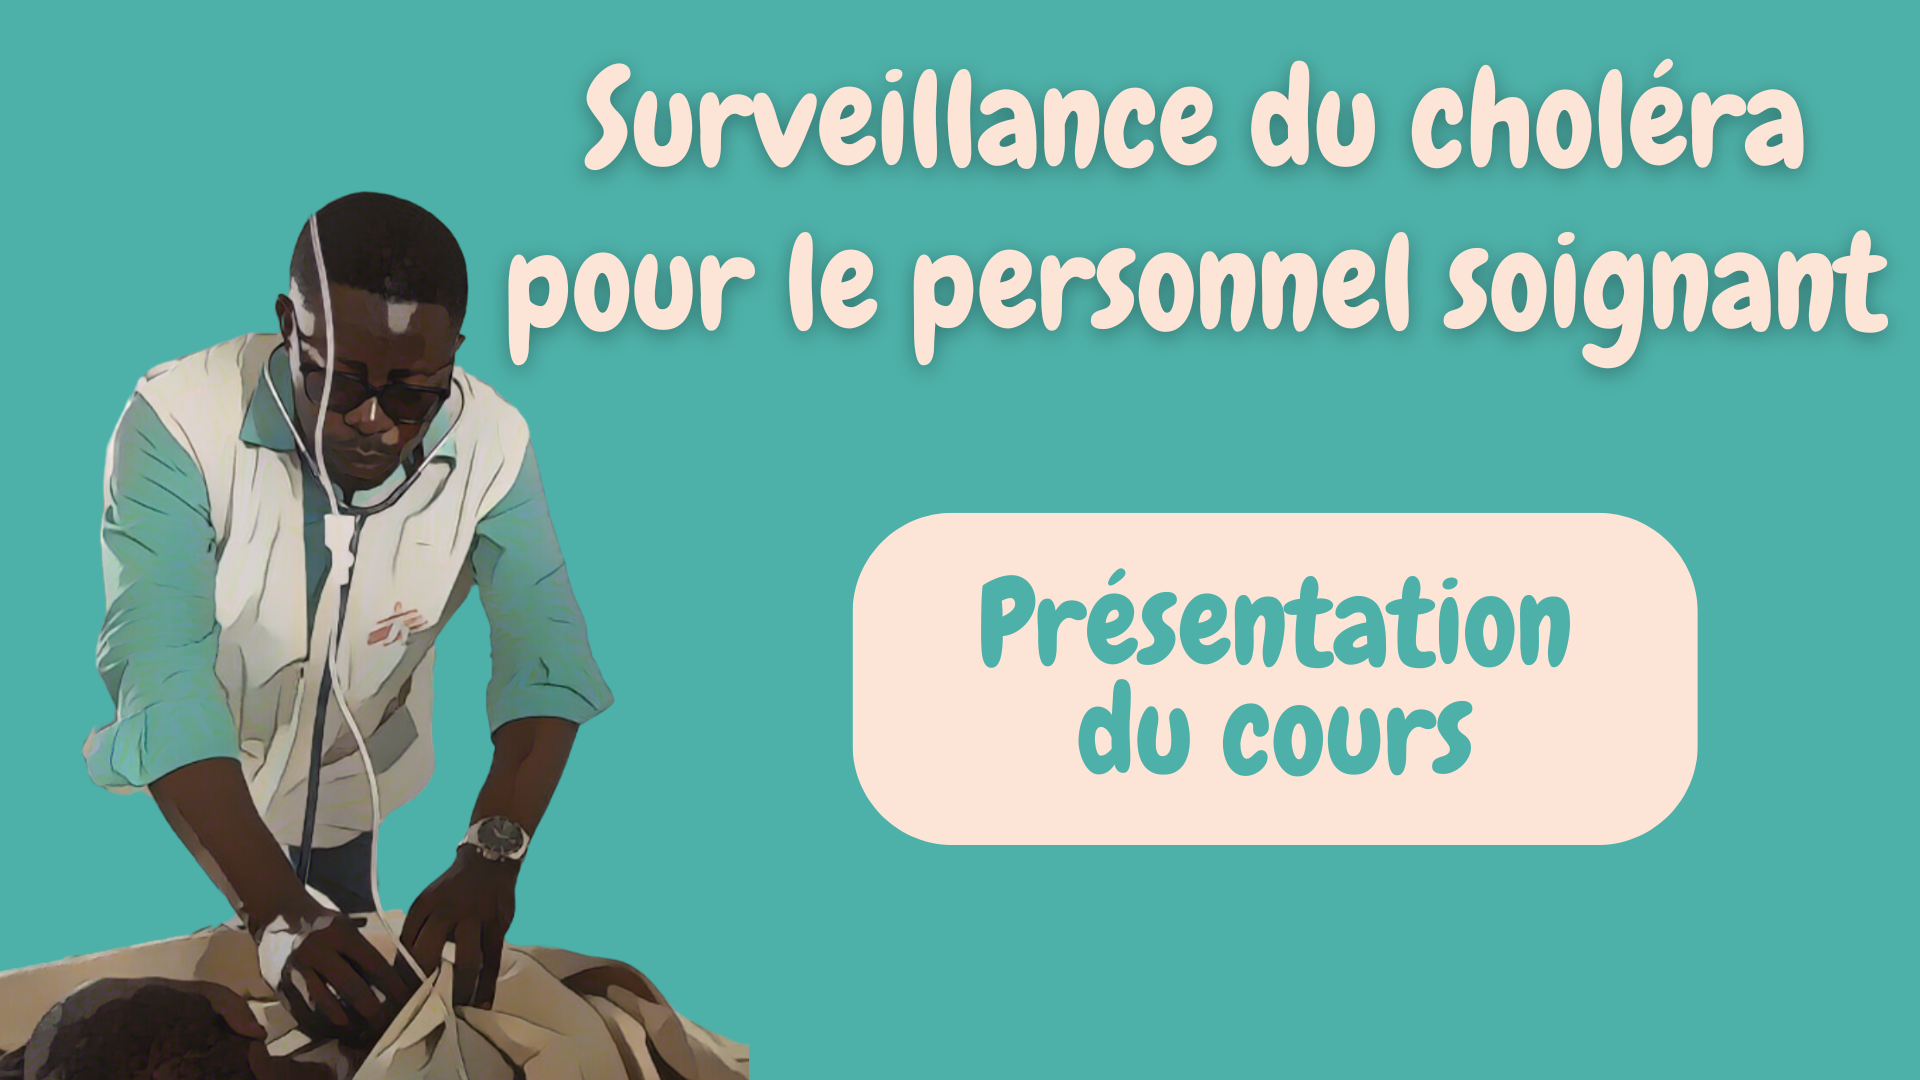 Surveillance du choléra
pour le personnel soignant
Présentation
du cours